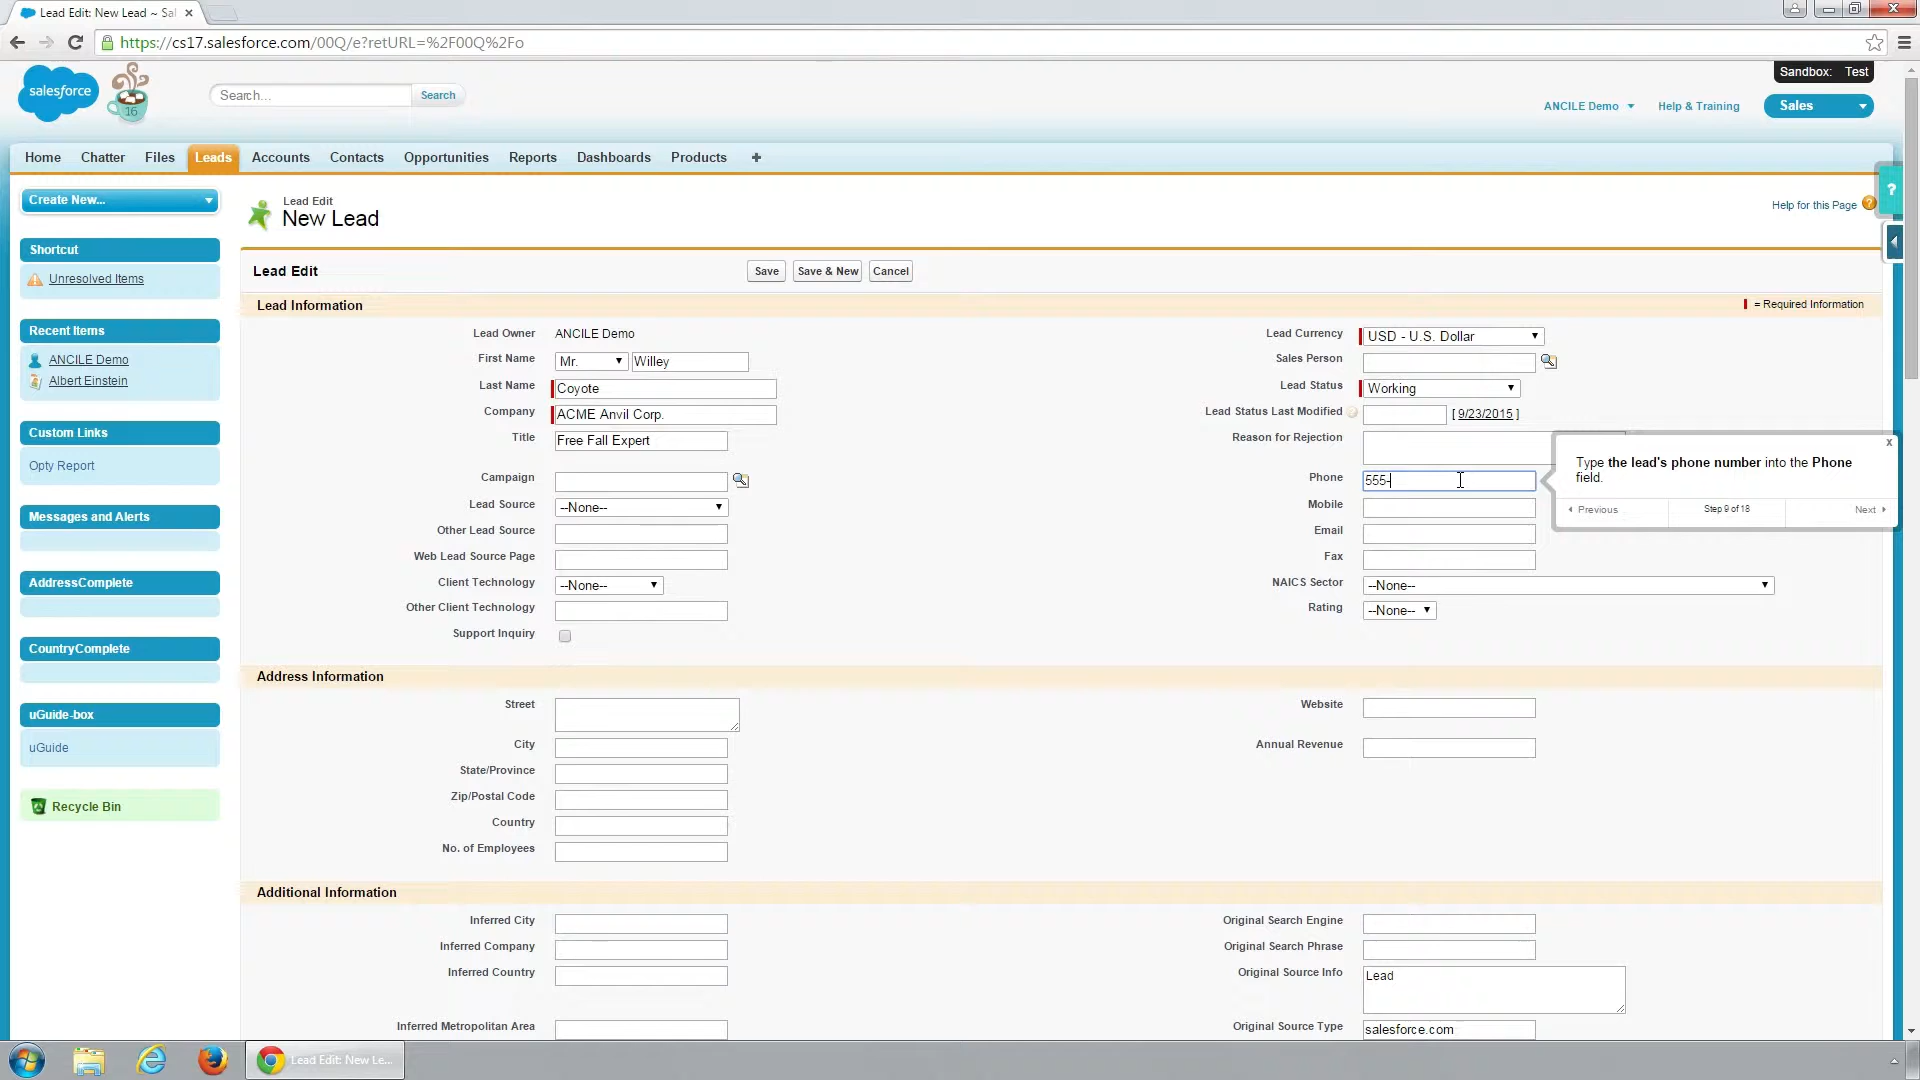 Lead Edit: New Lead ~ Sal
https://cs17.salesforce.com/00Q/e?retURL=%2F00Q%2Fo
salesforce
16
Search...
Search
Sandbox: Test
ANCILE Demo
Help & Training
Sales
Home
Chatter
Files
Leads
Accounts
Contacts
Opportunities
Reports
Dashboards
Products
+
Create New...
Shortcut
Unresolved Items
Recent Items
ANCILE Demo
Albert Einstein
Custom Links
Opty Report
Messages and Alerts
AddressComplete
CountryComplete
uGuide-box
uGuide
Recycle Bin
Lead Edit
New Lead
Help for this Page ?
?
Lead Edit
Save
Save & New
Cancel
Lead Information
= Required Information
Lead Owner ANCILE Demo
First Name Mr. Willey
Last Name Coyote
Company ACME Anvil Corp.
Title Free Fall Expert
Campaign
Lead Source --None--
Other Lead Source
Web Lead Source Page
Client Technology --None--
Other Client Technology
Support Inquiry
Lead Currency USD - U.S. Dollar
Sales Person
Lead Status Working
Lead Status Last Modified [ 9/23/2015 ]
Reason for Rejection
Phone 555-
Mobile
Email
Fax
NAICS Sector --None--
Rating --None--
x
Type the lead's phone number into the Phone
field.
Previous
Step 9 of 18
Next
Address Information
Street
City
State/Province
Zip/Postal Code
Country
No. of Employees
Website
Annual Revenue
Additional Information
Inferred City
Inferred Company
Inferred Country
Inferred Metropolitan Area
Original Search Engine
Original Search Phrase
Original Source Info Lead
Original Source Type salesforce.com
Lead Edit: New Le...